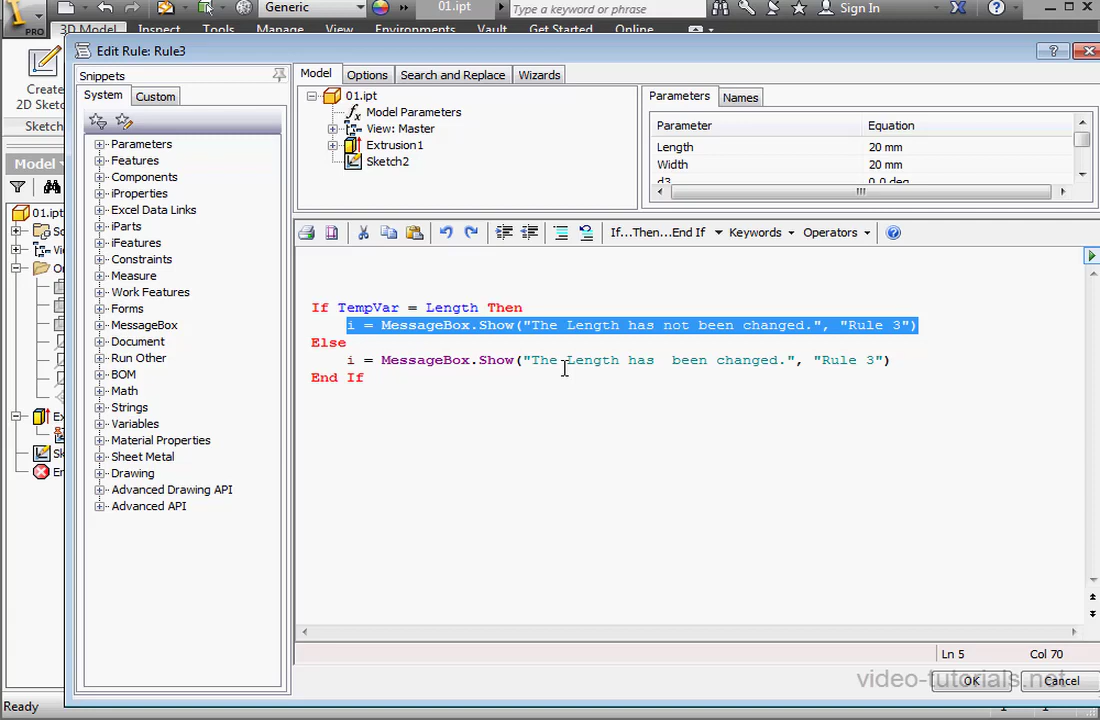 Generic
01.ipt
Type a keyword or phrase
Sign In
PRO
3D Model
Inspect
Tools
Manage
View
Environments
Vault
Get Started
Online
Edit Rule: Rule3
Create
2D Sketch
Sketch
Model
01.ipt
Ready
Snippets
System
Custom
Parameters
Features
Components
iProperties
Excel Data Links
iParts
iFeatures
Constraints
Measure
Work Features
Forms
MessageBox
Document
Run Other
BOM
Math
Strings
Variables
Material Properties
Sheet Metal
Drawing
Advanced Drawing API
Advanced API
Model
Options
Search and Replace
Wizards
01.ipt
Model Parameters
View: Master
Extrusion1
Sketch2
Parameters
Names
Parameter Equation
Length 20 mm
Width 20 mm
d3 0.0 deg
If...Then...End If
Keywords
Operators
If TempVar = Length Then
i = MessageBox.Show("The Length has not been changed.", "Rule 3")
Else
i = MessageBox.Show("The Length has  been changed.", "Rule 3")
End If
Ln 5
Col 70
OK
Cancel
video-tutorials.net